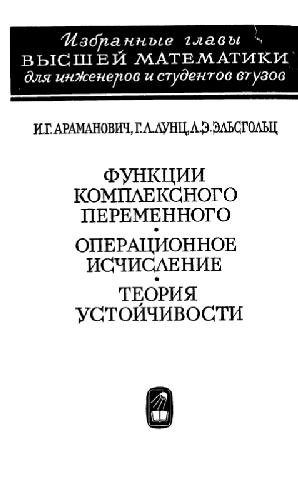 Избранные главы
ВЫСШЕЙ МАТЕМАТИКИ
для инженеров и студентов втузов
И.Г.АРАМАНОВИЧ, Г.Л.ЛУНЦ, Л.Э.ЭЛЬСГОЛЬЦ
ФУНКЦИИ
КОМПЛЕКСНОГО
ПЕРЕМЕННОГО
•
ОПЕРАЦИОННОЕ
ИСЧИСЛЕНИЕ
•
ТЕОРИЯ
УСТОЙЧИВОСТИ